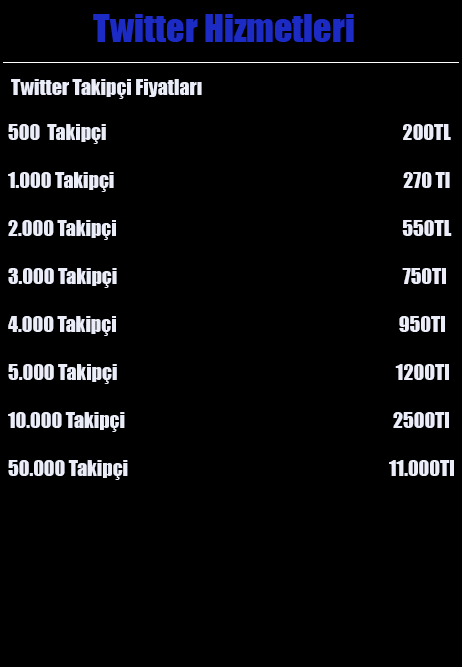 Twitter Hizmetleri
Twitter Takipçi Fiyatları
500 Takipçi 200TL
1.000 Takipçi 270 Tl
2.000 Takipçi 550TL
3.000 Takipçi 750Tl
4.000 Takipçi 950Tl
5.000 Takipçi 1200Tl
10.000 Takipçi 2500Tl
50.000 Takipçi 11.000Tl